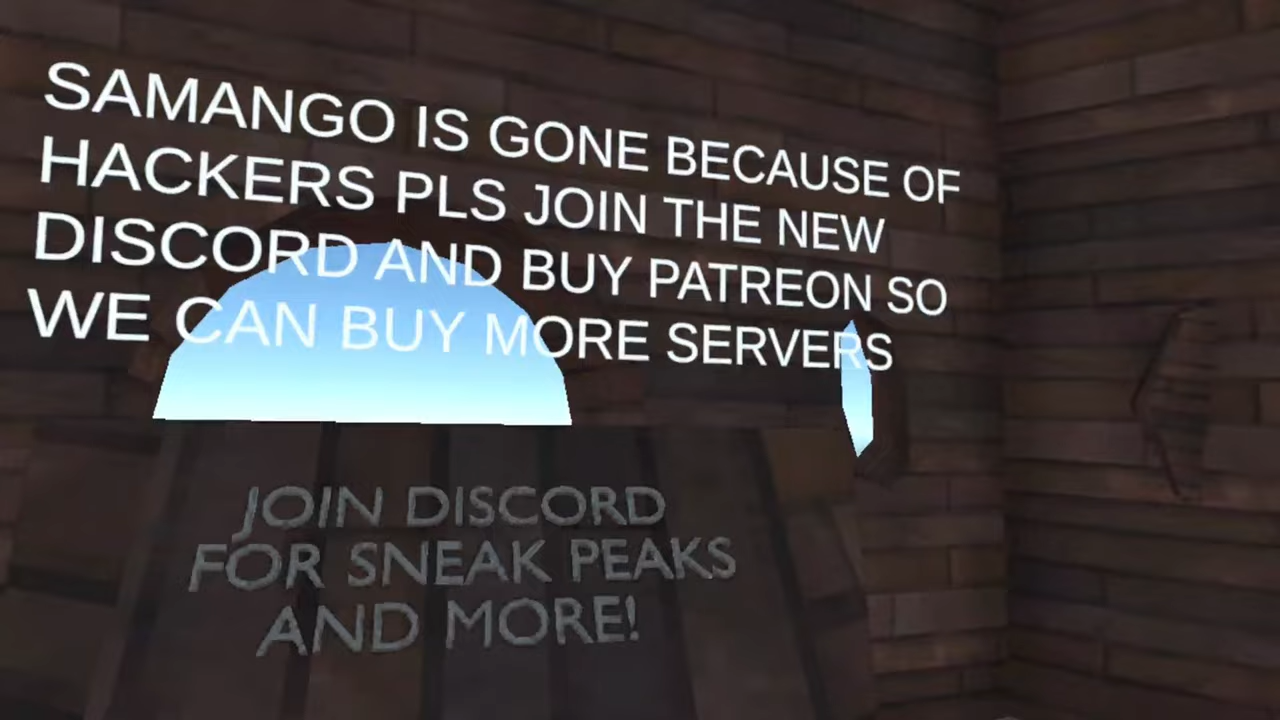 SAMANGO IS GONE BECAUSE OF
HACKERS PLS JOIN THE NEW
DISCORD AND BUY PATREON SO
WE CAN BUY MORE SERVERS
JOIN DISCORD
FOR SNEAK PEAKS
AND MORE!